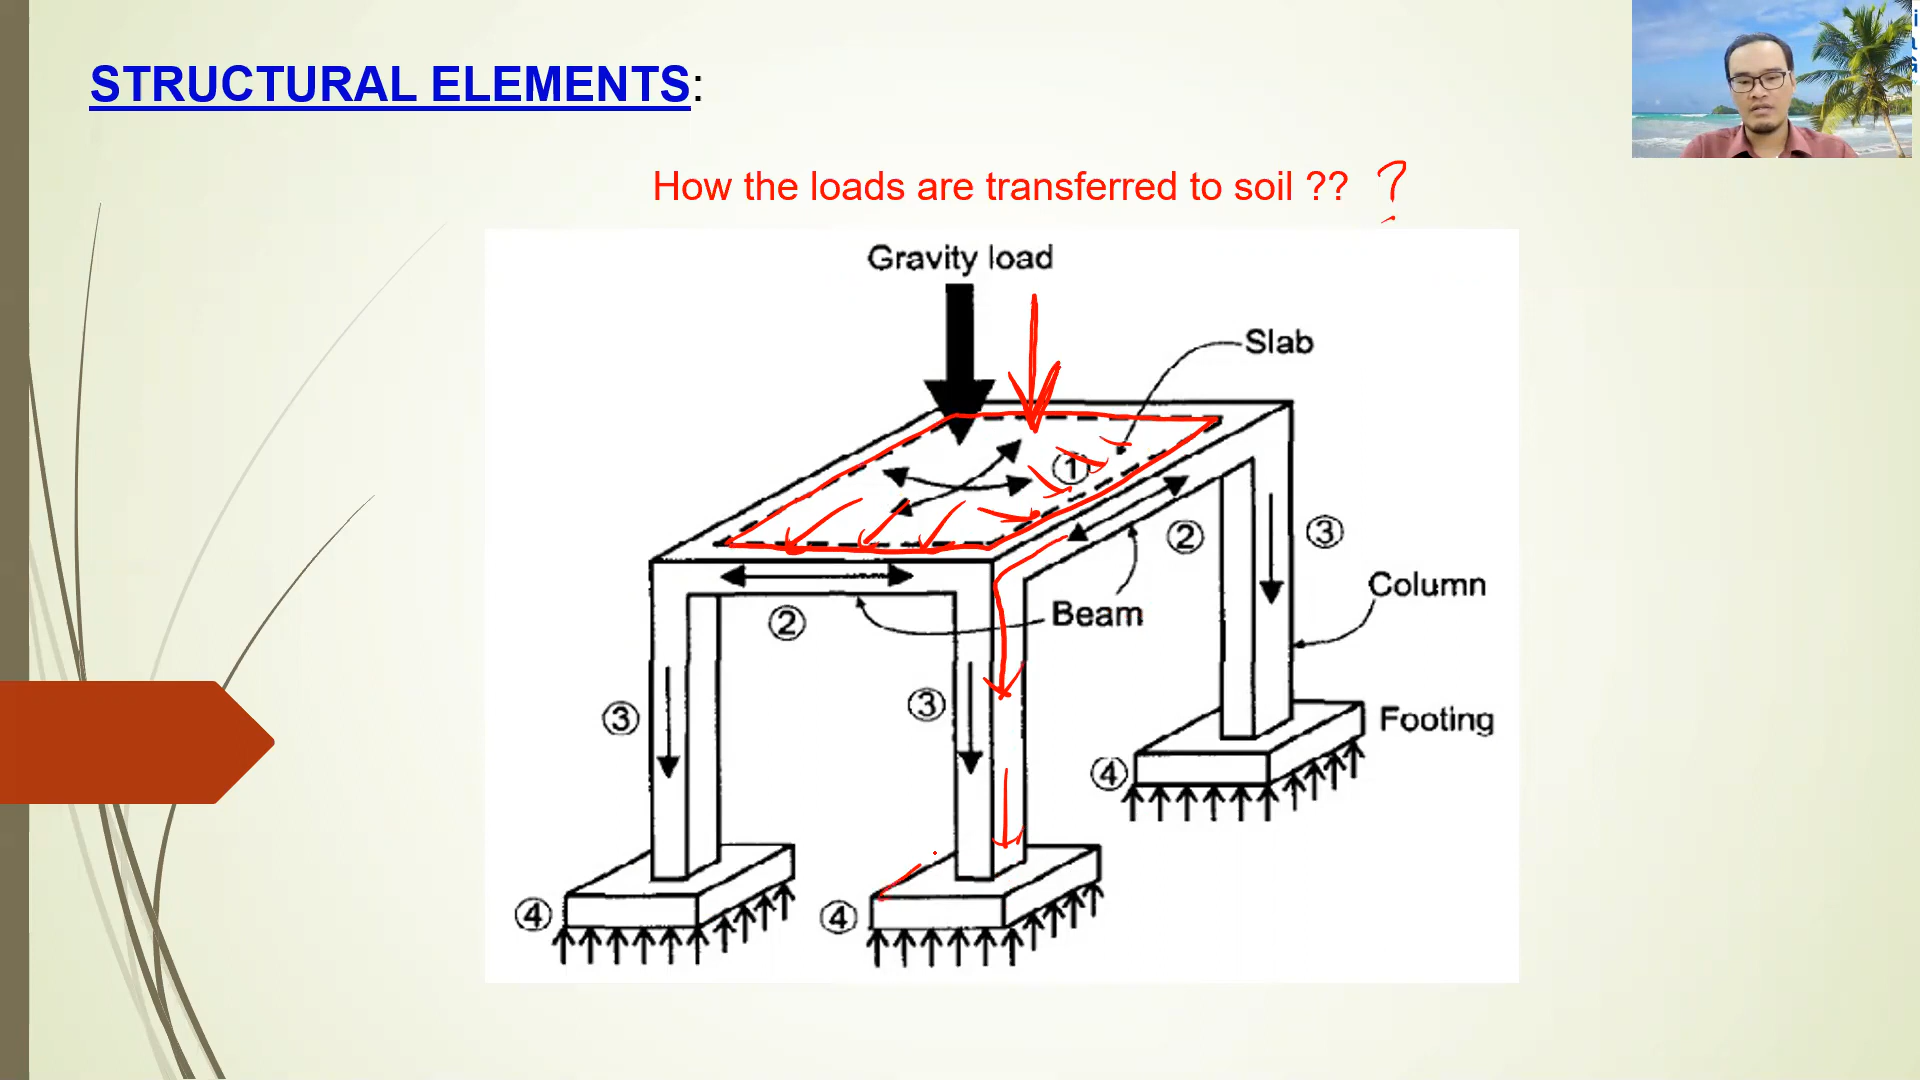 STRUCTURAL ELEMENTS:
How the loads are transferred to soil ?? ?
Gravity load
Slab
①
②
③
Column
Beam
②
③
③
Footing
④
④
④